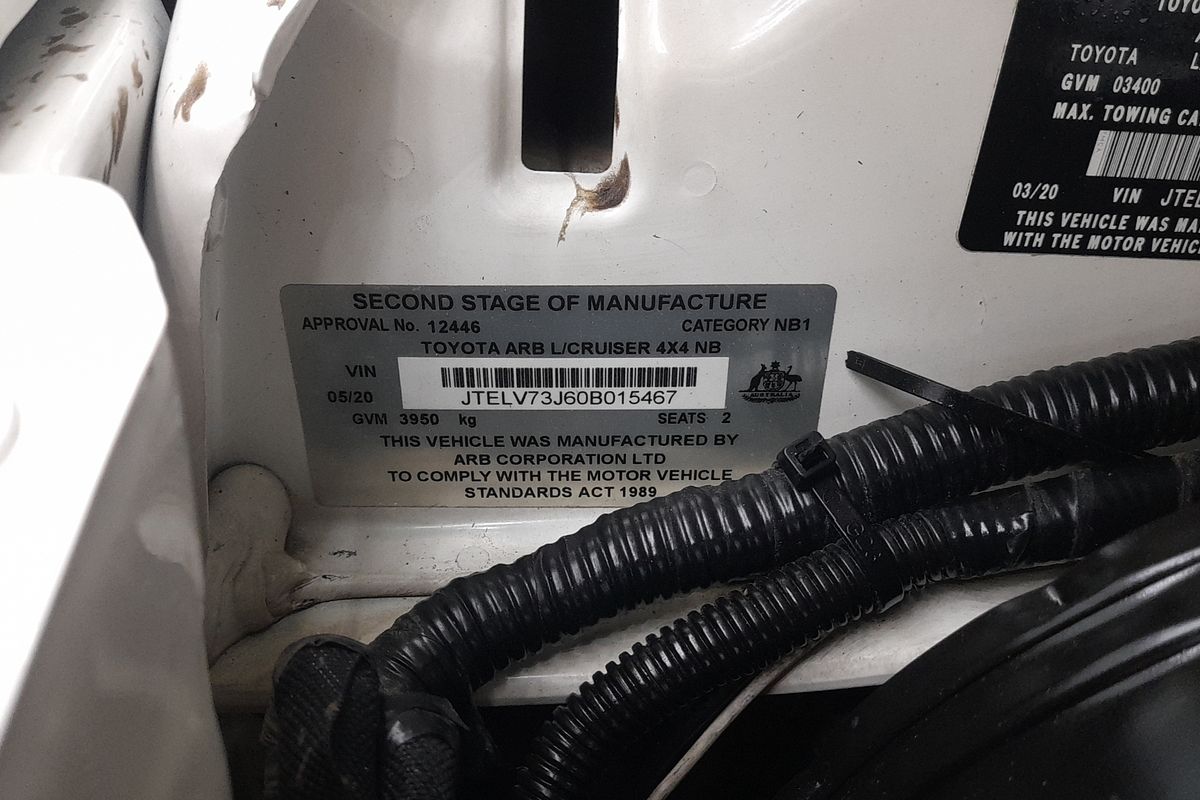 SECOND STAGE OF MANUFACTURE
APPROVAL No. 12446 CATEGORY NB1
TOYOTA ARB L/CRUISER 4X4 NB
VIN
05/20 JTELV73J60B015467
AUSTRALIA
GVM 3950 kg SEATS 2
THIS VEHICLE WAS MANUFACTURED BY
ARB CORPORATION LTD
TO COMPLY WITH THE MOTOR VEHICLE
STANDARDS ACT 1989
TOYO
TOYOTA L
GVM 03400
MAX. TOWING CA
03/20 VIN JTEL
THIS VEHICLE WAS MA
WITH THE MOTOR VEHIC